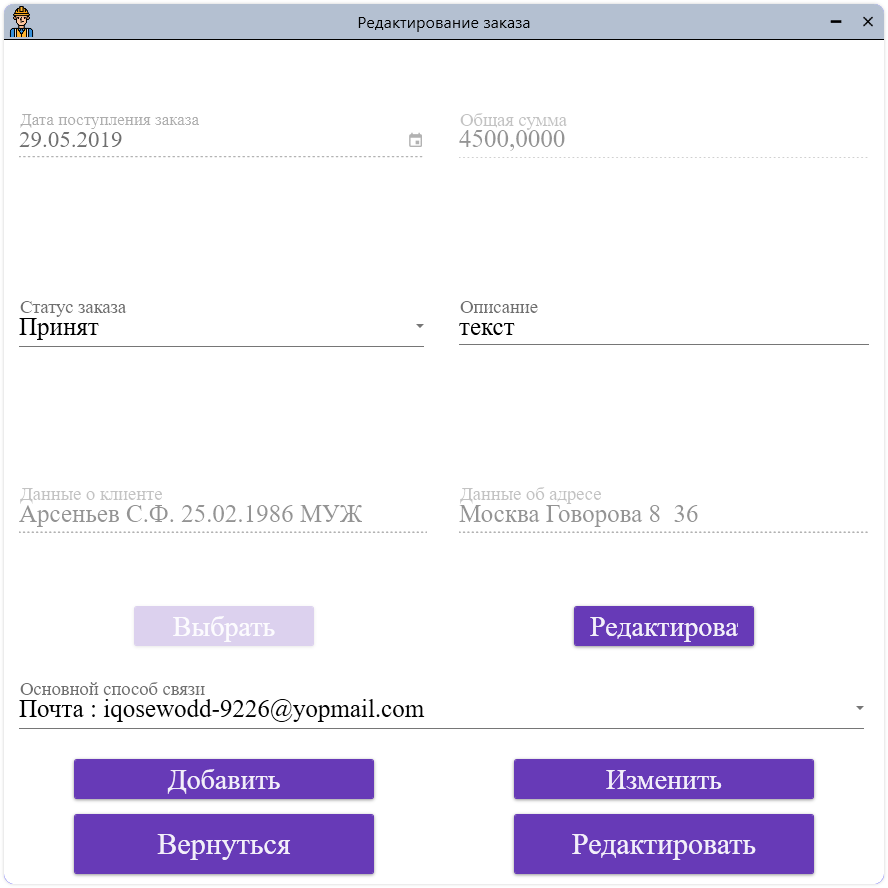 Редактирование заказа
Дата поступления заказа
29.05.2019
Общая сумма
4500,0000
Статус заказа
Принят
Описание
текст
Данные о клиенте
Арсеньев С.Ф. 25.02.1986 МУЖ
Данные об адресе
Москва Говорова 8  36
Выбрать
Редактирова
Основной способ связи
Почта : iqosewodd-9226@yopmail.com
Добавить
Изменить
Вернуться
Редактировать